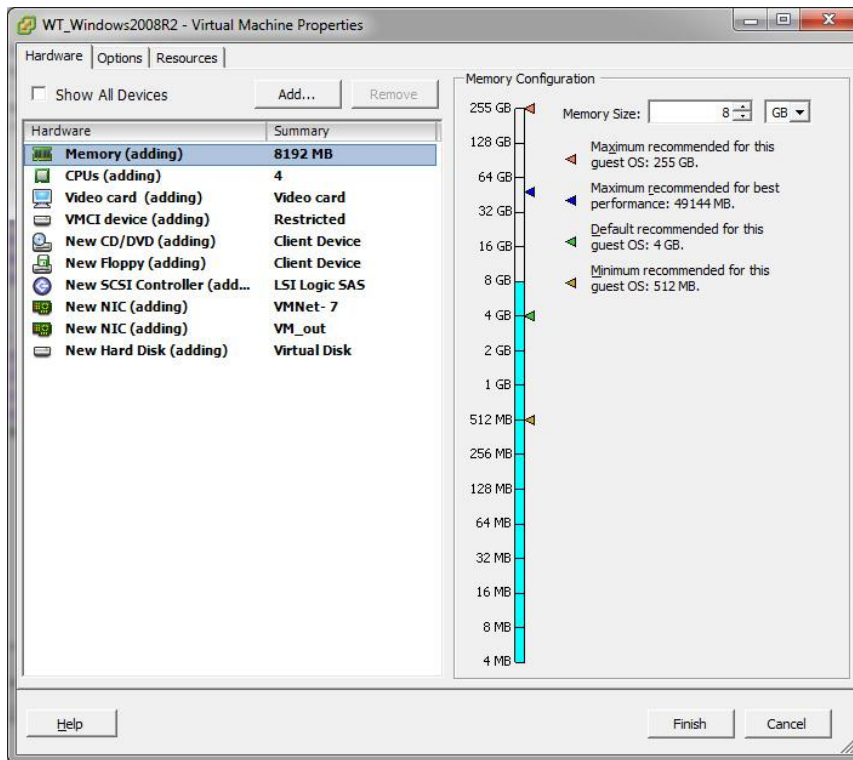 WT_Windows2008R2 - Virtual Machine Properties
Hardware Options Resources
Show All Devices Add... Remove
Hardware Summary
Memory (adding) 8192 MB
CPUs (adding) 4
Video card (adding) Video card
VMCI device (adding) Restricted
New CD/DVD (adding) Client Device
New Floppy (adding) Client Device
New SCSI Controller (add... LSI Logic SAS
New NIC (adding) VMNet- 7
New NIC (adding) VM_out
New Hard Disk (adding) Virtual Disk
Memory Configuration
255 GB
128 GB
64 GB
32 GB
16 GB
8 GB
4 GB
2 GB
1 GB
512 MB
256 MB
128 MB
64 MB
32 MB
16 MB
8 MB
4 MB
Memory Size: 8 GB
Maximum recommended for this
guest OS: 255 GB.
Maximum recommended for best
performance: 49144 MB.
Default recommended for this
guest OS: 4 GB.
Minimum recommended for this
guest OS: 512 MB.
Help Finish Cancel